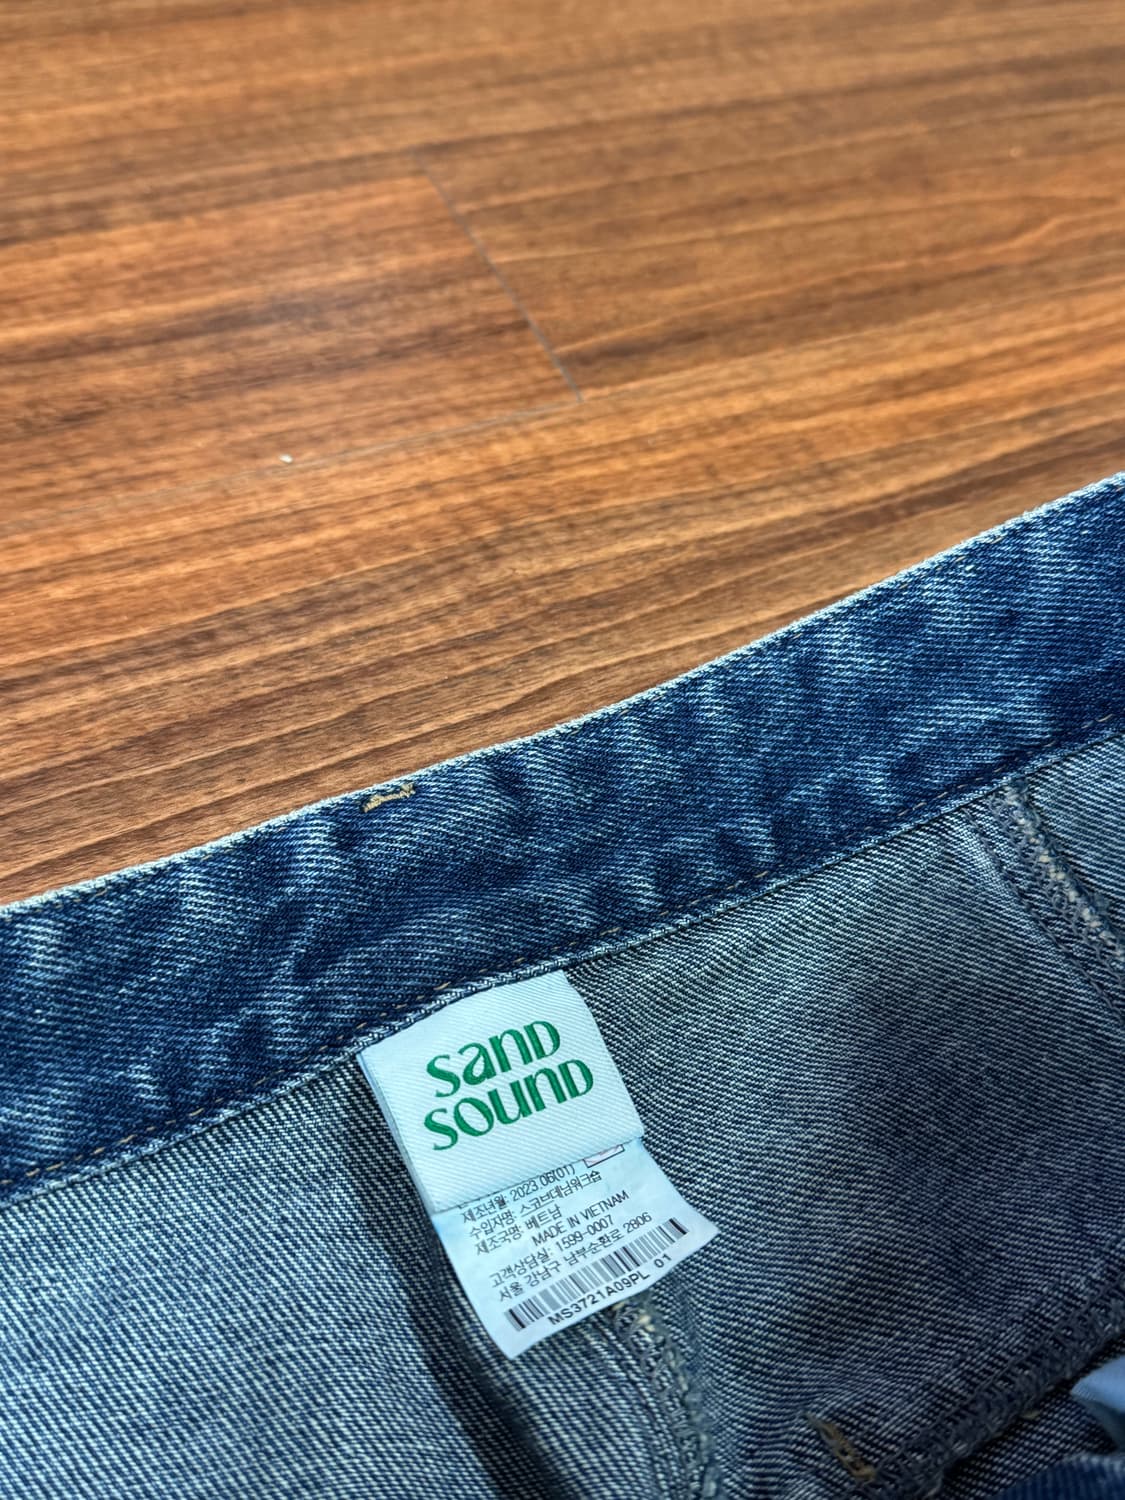 sanD
sounD
제조년월: 2023.06(01)
수입자명: 스코브데님워크숍
제조국명: 베트남
MADE IN VIETNAM
고객상담실: 1599-0007
서울 강남구 남부순환로 2806
MS3721A09PL 01